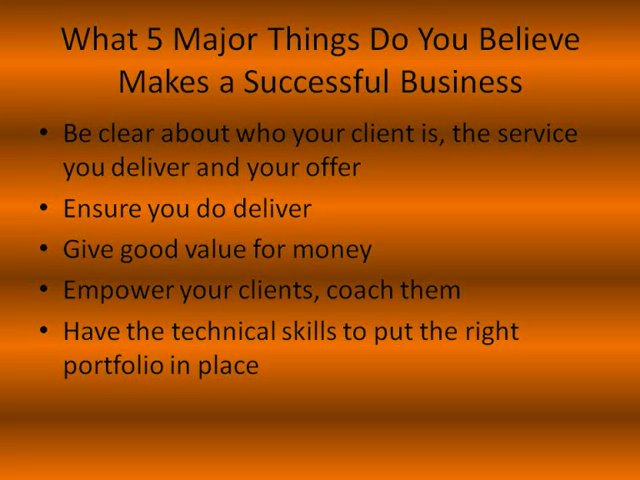 What 5 Major Things Do You Believe
Makes a Successful Business
• Be clear about who your client is, the service
you deliver and your offer
• Ensure you do deliver
• Give good value for money
• Empower your clients, coach them
• Have the technical skills to put the right
portfolio in place